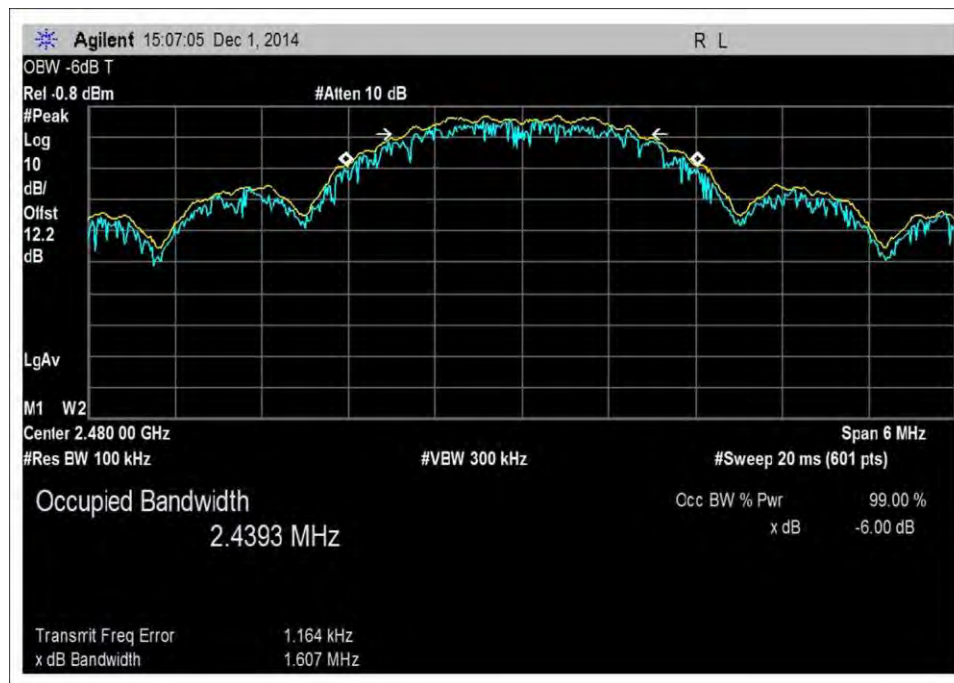 Agilent 15:07:05 Dec 1, 2014 R L
OBW -6dB T
Rel -0.8 dBm #Atten 10 dB
#Peak
Log
10
dB/
Offst
12.2
dB
LgAv
M1 W2
Center 2.480 00 GHz Span 6 MHz
#Res BW 100 kHz #VBW 300 kHz #Sweep 20 ms (601 pts)
Occupied Bandwidth Occ BW % Pwr 99.00 %
2.4393 MHz x dB -6.00 dB
Transmit Freq Error 1.164 kHz
x dB Bandwidth 1.607 MHz